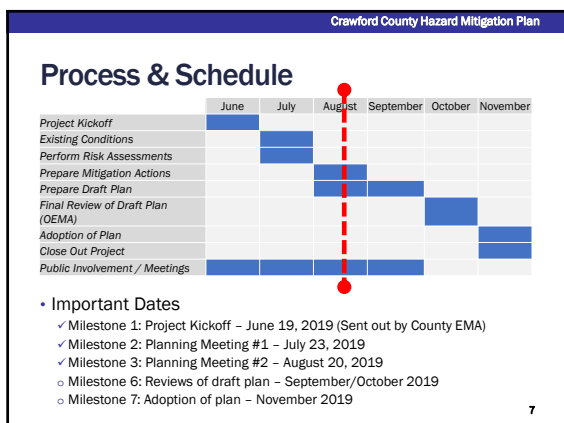 Crawford County Hazard Mitigation Plan
Process & Schedule
June July August September October November
Project Kickoff
Existing Conditions
Perform Risk Assessments
Prepare Mitigation Actions
Prepare Draft Plan
Final Review of Draft Plan
(OEMA)
Adoption of Plan
Close Out Project
Public Involvement / Meetings
• Important Dates
✓ Milestone 1: Project Kickoff – June 19, 2019 (Sent out by County EMA)
✓ Milestone 2: Planning Meeting #1 – July 23, 2019
✓ Milestone 3: Planning Meeting #2 – August 20, 2019
o Milestone 6: Reviews of draft plan – September/October 2019
o Milestone 7: Adoption of plan – November 2019
7